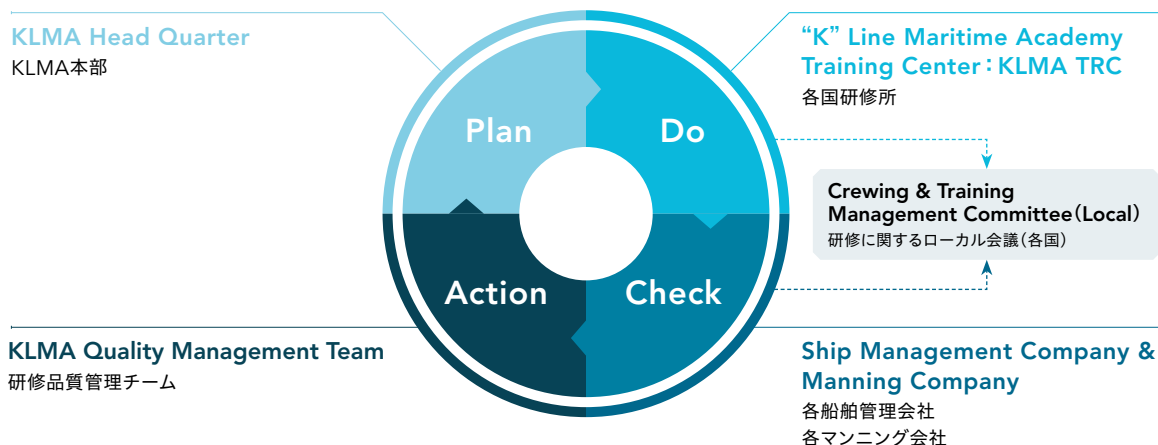 KLMA Head Quarter
KLMA本部
“K” Line Maritime Academy
Training Center：KLMA TRC
各国研修所
Plan
Do
Crewing & Training
Management Committee（Local）
研修に関するローカル会議（各国）
Action
Check
KLMA Quality Management Team
研修品質管理チーム
Ship Management Company &
Manning Company
各船舶管理会社
各マンニング会社